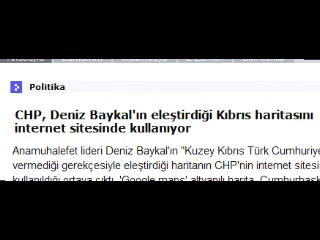 Politika
CHP, Deniz Baykal'ın eleştirdiği Kıbrıs haritasını
internet sitesinde kullanıyor
Anamuhalefet lideri Deniz Baykal'ın "Kuzey Kıbrıs Türk Cumhuriye
vermediği gerekçesiyle eleştirdiği haritanın CHP'nin internet sitesi
kullanıldığı ortaya çıktı. 'Google maps' altyapılı harita, Cumhurbaşk